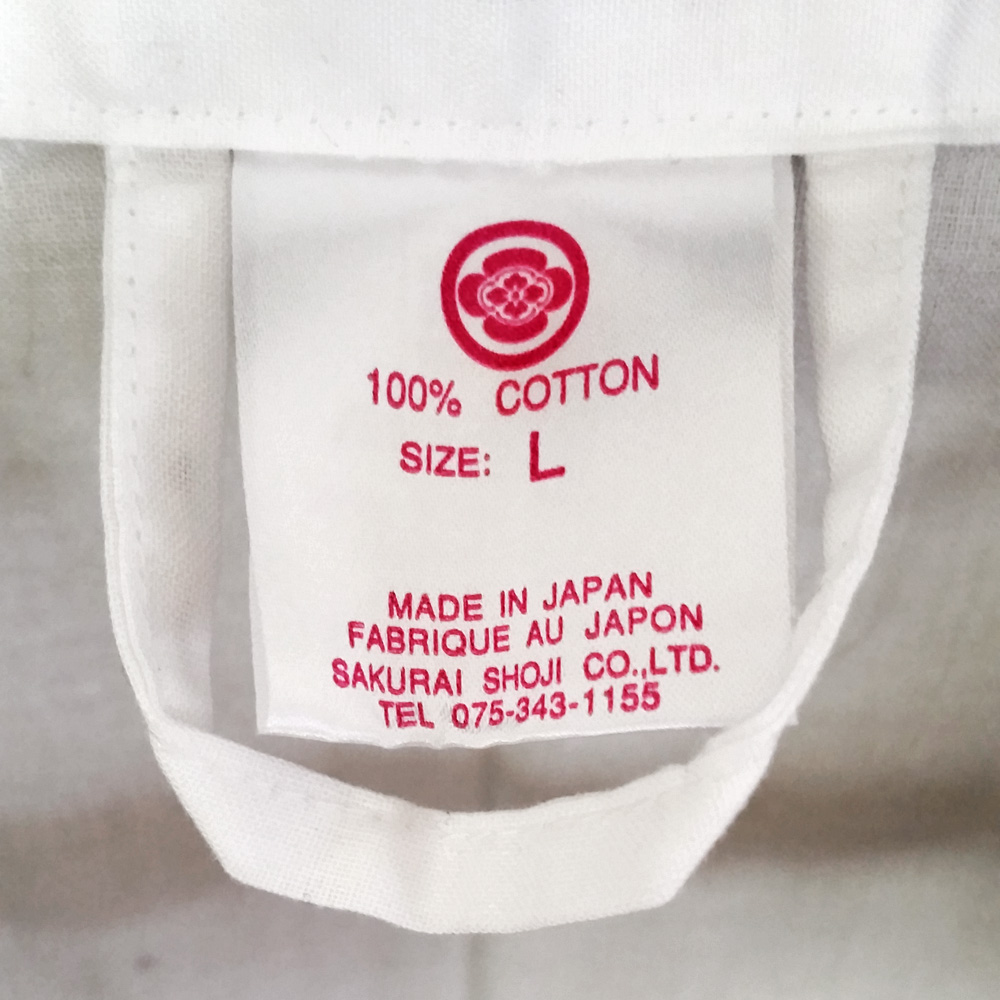 100% COTTON
SIZE: L
MADE IN JAPAN
FABRIQUE AU JAPON
SAKURAI SHOJI CO.,LTD.
TEL 075-343-1155